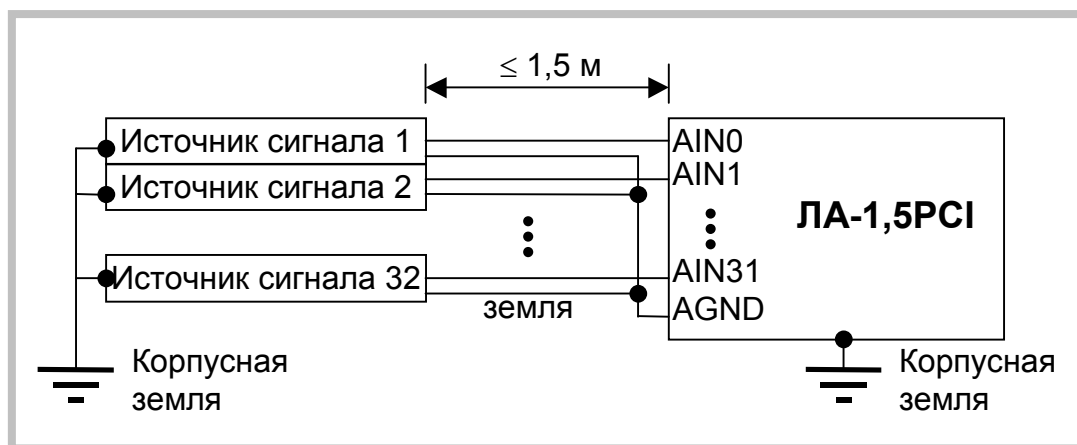 ≤ 1,5 м
Источник сигнала 1
AIN0
Источник сигнала 2
AIN1
ЛА-1,5PCI
Источник сигнала 32
AIN31
земля
AGND
Корпусная
земля
Корпусная
земля